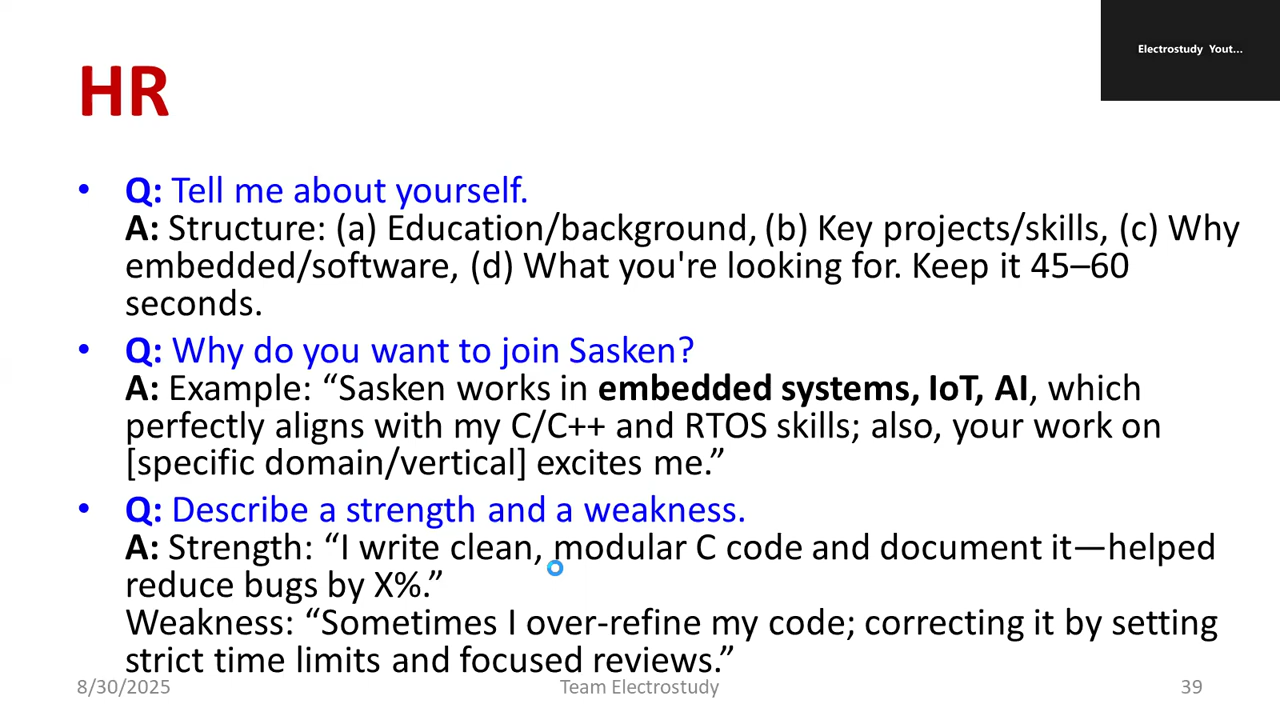 Electrostudy Yout...
HR
• Q: Tell me about yourself.
A: Structure: (a) Education/background, (b) Key projects/skills, (c) Why
embedded/software, (d) What you're looking for. Keep it 45–60
seconds.
• Q: Why do you want to join Sasken?
A: Example: “Sasken works in embedded systems, IoT, AI, which
perfectly aligns with my C/C++ and RTOS skills; also, your work on
[specific domain/vertical] excites me.”
• Q: Describe a strength and a weakness.
A: Strength: “I write clean, modular C code and document it—helped
reduce bugs by X%.”
Weakness: “Sometimes I over-refine my code; correcting it by setting
strict time limits and focused reviews.”
8/30/2025 Team Electrostudy 39